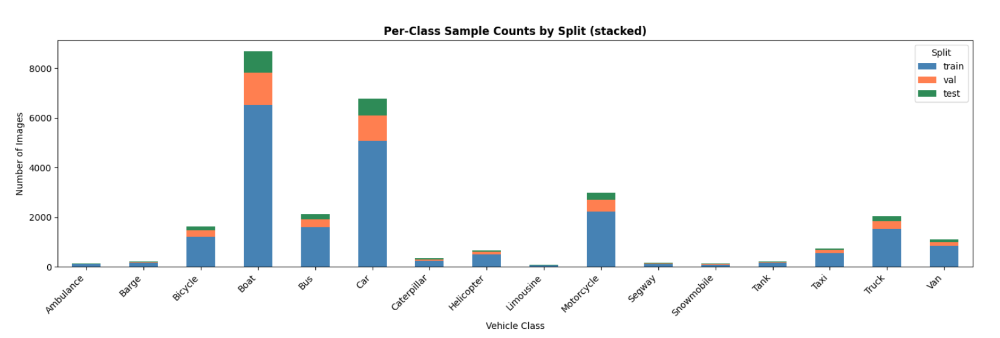 Per-Class Sample Counts by Split (stacked)
Number of Images
8000
6000
4000
2000
0
Split
train
val
test
Ambulance
Barge
Bicycle
Boat
Bus
Car
Caterpillar
Helicopter
Limousine
Motorcycle
Segway
Snowmobile
Tank
Taxi
Truck
Van
Vehicle Class